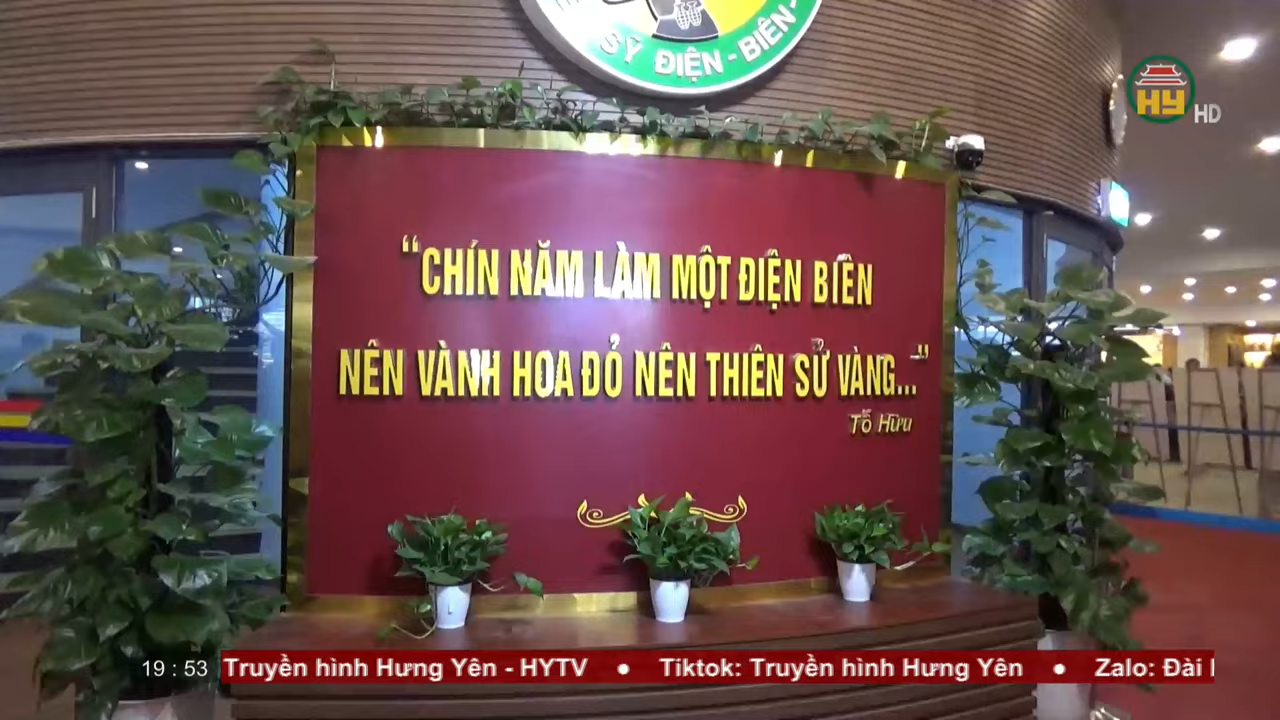 SỸ ĐIỆN - BIÊN -
HY HD
“CHÍN NĂM LÀM MỘT ĐIỆN BIÊN
NÊN VÀNH HOA ĐỎ NÊN THIÊN SỬ VÀNG...”
Tố Hữu
19 : 53 Truyền hình Hưng Yên - HYTV ● Tiktok: Truyền hình Hưng Yên ● Zalo: Đài